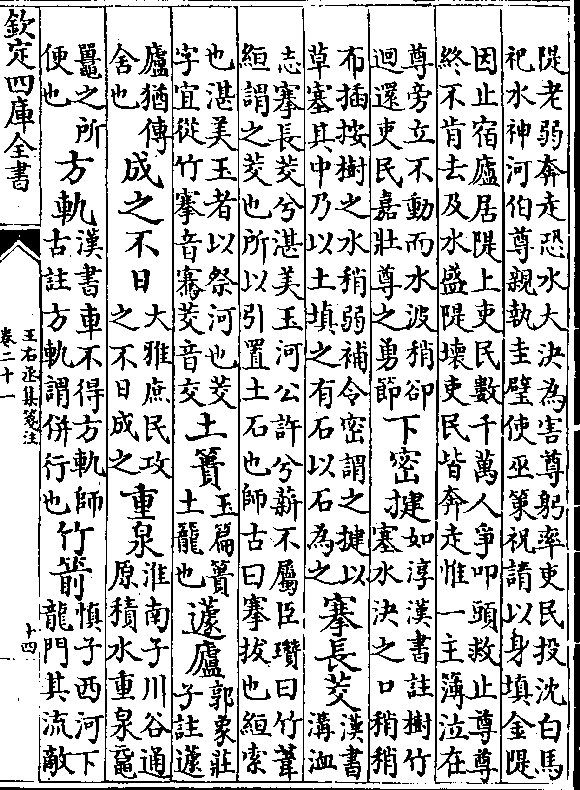 隄老弱奔走恐水大決為害尊躬率吏民投沈白馬
祀水神河伯尊親執圭璧使巫策祝請以身填金隄
因止宿廬居隄上吏民數千萬人爭叩頭救止尊尊
終不肯去及水盛隄壞吏民皆奔走惟一主簿泣在
尊旁立不動而水波稍卻
迴還吏民嘉壯尊之勇節
下密揵
如淳漢書註樹竹
塞水決之口稍稍
布插按樹之水稍弱補令密謂之揵以
草塞其中乃以土填之有石以石為之
搴長茭
漢書
溝洫
志搴長茭兮湛美玉河公許兮薪不屬臣瓚曰竹葦
絙謂之茭也所以引置土石也師古曰搴拔也絙索
也湛美玉者以祭河也茭
字宜從竹搴音騫茭音交
土簣
玉篇簣
土龍也
蘧廬
郭象莊
子註蘧
廬猶傳
舍也
成之不日
大雅庶民攻
之不日成之
重泉
淮南子川谷通
原積水重泉黿
鼉之所
便也
方軌
漢書車不得方軌師
古註方軌謂併行也
竹箭
慎子西河下
龍門其流敵
欽定四庫全書
王右丞集箋注
卷二十一
十四